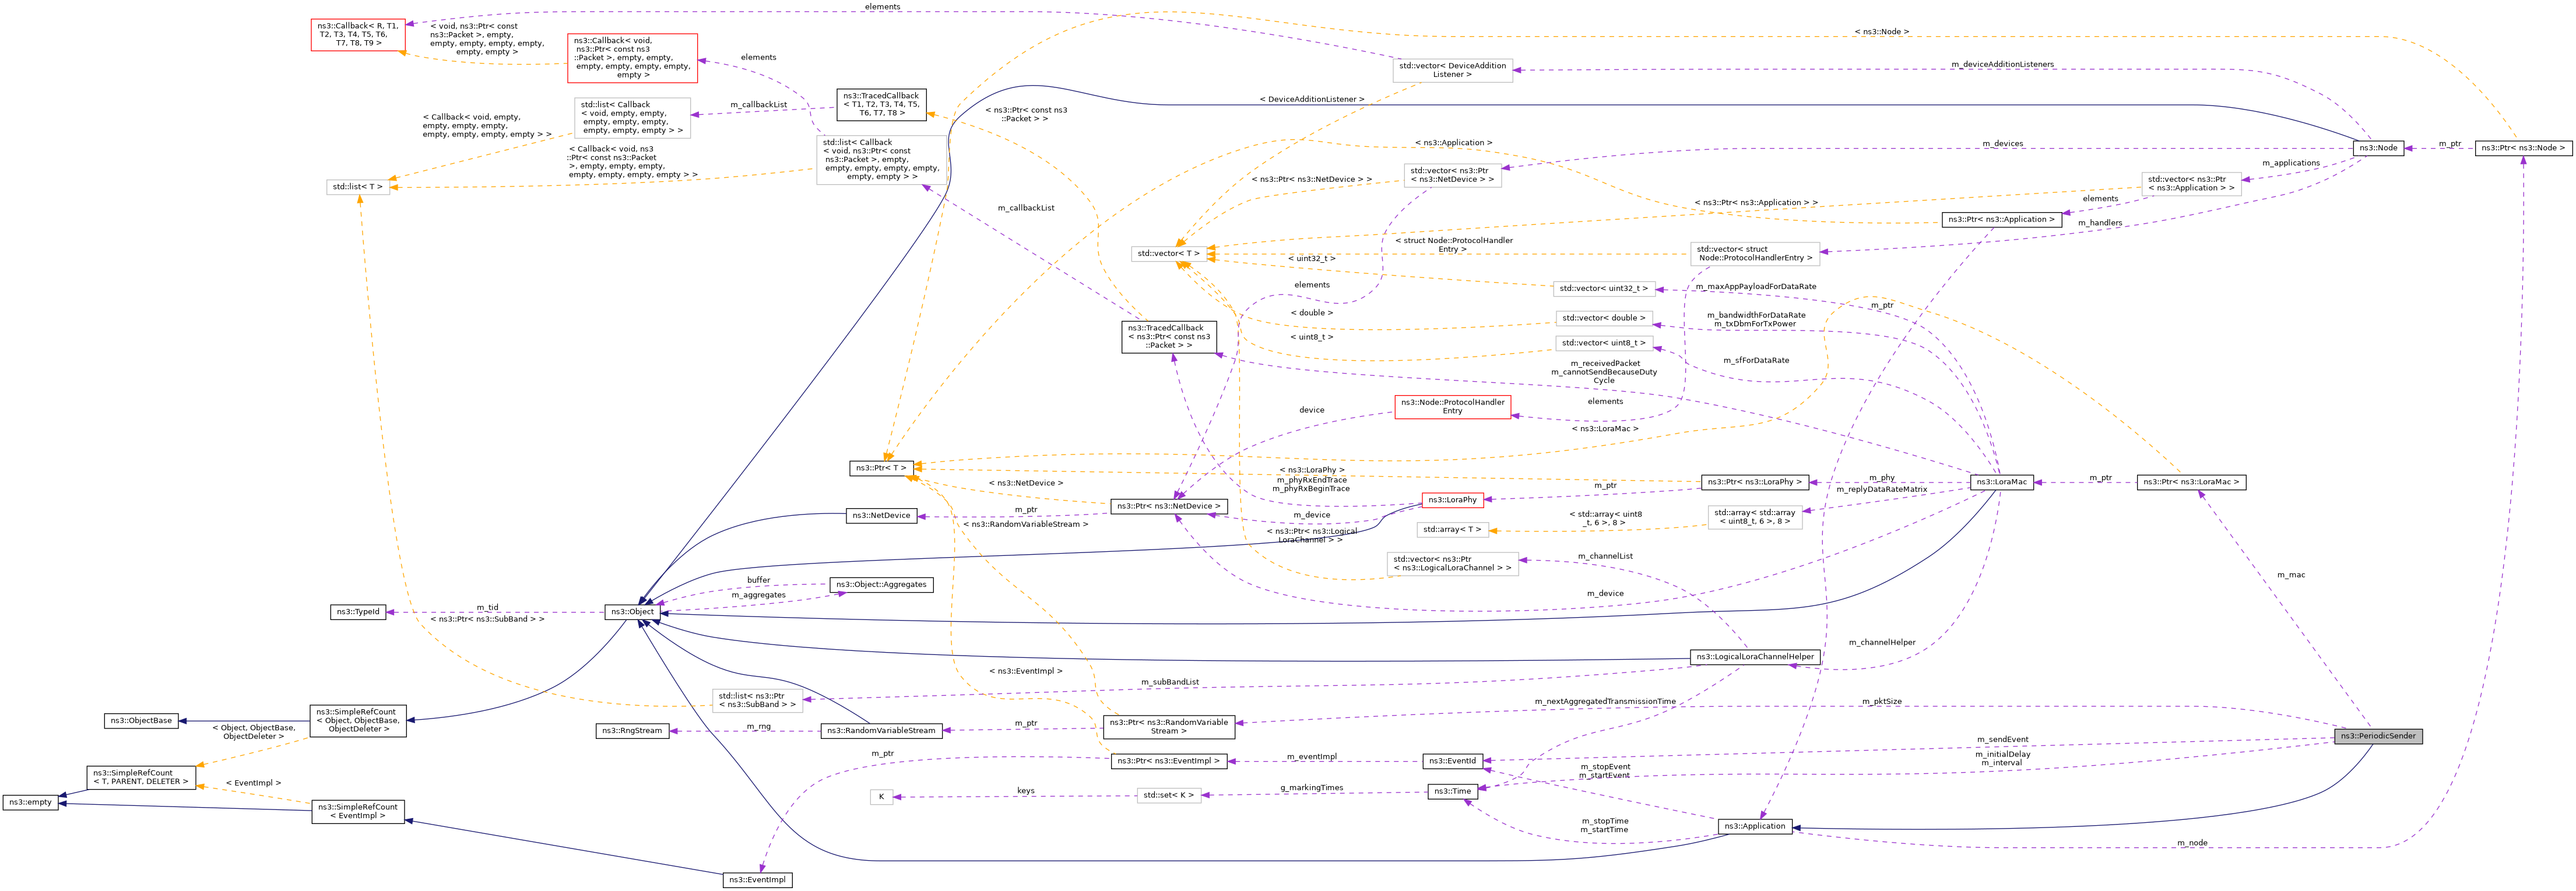 elements
ns3::Callback< R, T1,
T2, T3, T4, T5, T6,
T7, T8, T9 >
< void, ns3::Ptr< const
ns3::Packet >, empty,
empty, empty, empty, empty,
empty, empty >
ns3::Callback< void,
ns3::Ptr< const ns3
::Packet >, empty, empty,
empty, empty, empty, empty,
empty >
elements
std::vector< DeviceAddition
Listener >
m_deviceAdditionListeners
< ns3::Node >
std::list< Callback
< void, empty, empty,
empty, empty, empty,
empty, empty, empty > >
m_callbackList
ns3::TracedCallback
< T1, T2, T3, T4, T5,
T6, T7, T8 >
< ns3::Ptr< const ns3
::Packet > >
< DeviceAdditionListener >
< Callback< void, empty,
empty, empty, empty,
empty, empty, empty, empty > >
< Callback< void, ns3
::Ptr< const ns3::Packet
>, empty, empty, empty,
empty, empty, empty, empty > >
std::list< Callback
< void, ns3::Ptr< const
ns3::Packet >, empty,
empty, empty, empty, empty,
empty, empty > >
std::list< T >
< ns3::Application >
m_devices
ns3::Node
m_ptr
ns3::Ptr< ns3::Node >
m_applications
std::vector< ns3::Ptr
< ns3::NetDevice > >
< ns3::Ptr< ns3::NetDevice > >
std::vector< ns3::Ptr
< ns3::Application > >
elements
< ns3::Ptr< ns3::Application > >
ns3::Ptr< ns3::Application >
m_handlers
m_callbackList
std::vector< T >
< struct Node::ProtocolHandler
Entry >
std::vector< struct
Node::ProtocolHandlerEntry >
< uint32_t >
std::vector< uint32_t >
m_maxAppPayloadForDataRate
elements
m_ptr
< double >
std::vector< double >
m_bandwidthForDataRate
m_txDbmForTxPower
ns3::TracedCallback
< ns3::Ptr< const ns3
::Packet > >
< uint8_t >
std::vector< uint8_t >
m_sfForDataRate
m_receivedPacket
m_cannotSendBecauseDuty
Cycle
device
ns3::Node::ProtocolHandler
Entry
elements
< ns3::LoraMac >
ns3::Ptr< T >
< ns3::NetDevice >
< ns3::LoraPhy >
m_phyRxEndTrace
m_phyRxBeginTrace
m_ptr
ns3::Ptr< ns3::LoraPhy >
m_phy
ns3::LoraMac
m_ptr
ns3::Ptr< ns3::LoraMac >
m_replyDataRateMatrix
ns3::LoraPhy
ns3::NetDevice
m_ptr
ns3::Ptr< ns3::NetDevice >
m_device
< ns3::RandomVariableStream >
< ns3::Ptr< ns3::Logical
LoraChannel > >
std::array< T >
< std::array< uint8
_t, 6 >, 8 >
std::array< std::array
< uint8_t, 6 >, 8 >
std::vector< ns3::Ptr
< ns3::LogicalLoraChannel > >
m_channelList
m_mac
buffer
ns3::Object::Aggregates
m_aggregates
m_device
ns3::TypeId
m_tid
ns3::Object
< ns3::Ptr< ns3::SubBand > >
m_channelHelper
ns3::LogicalLoraChannelHelper
< ns3::EventImpl >
m_subBandList
std::list< ns3::Ptr
< ns3::SubBand > >
m_nextAggregatedTransmissionTime
m_pktSize
ns3::ObjectBase
ns3::SimpleRefCount
< Object, ObjectBase,
ObjectDeleter >
< Object, ObjectBase,
ObjectDeleter >
ns3::RngStream
m_rng
ns3::RandomVariableStream
m_ptr
ns3::Ptr< ns3::RandomVariable
Stream >
ns3::PeriodicSender
m_sendEvent
m_initialDelay
m_interval
m_ptr
ns3::Ptr< ns3::EventImpl >
m_eventImpl
ns3::EventId
m_stopEvent
m_startEvent
ns3::SimpleRefCount
< T, PARENT, DELETER >
< EventImpl >
ns3::empty
ns3::SimpleRefCount
< EventImpl >
K
keys
std::set< K >
g_markingTimes
ns3::Time
m_stopTime
m_startTime
ns3::Application
m_node
ns3::EventImpl